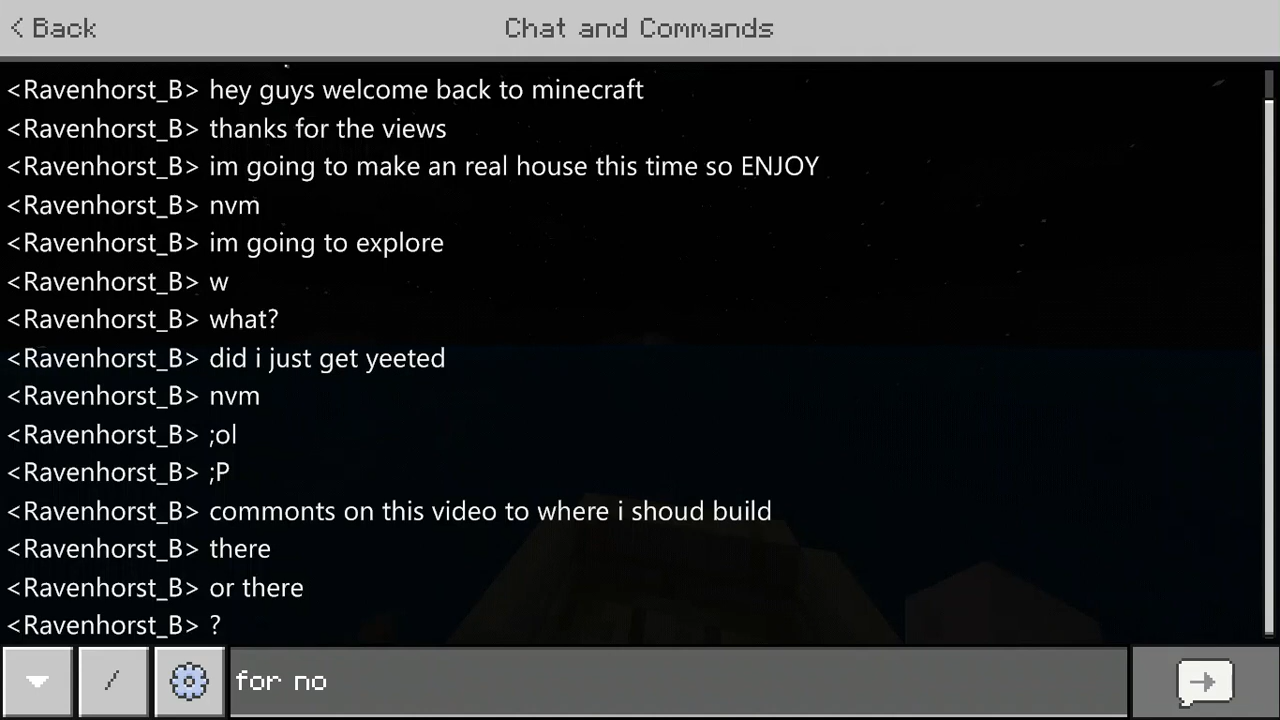 < Back
Chat and Commands
<Ravenhorst_B> hey guys welcome back to minecraft
<Ravenhorst_B> thanks for the views
<Ravenhorst_B> im going to make an real house this time so ENJOY
<Ravenhorst_B> nvm
<Ravenhorst_B> im going to explore
<Ravenhorst_B> w
<Ravenhorst_B> what?
<Ravenhorst_B> did i just get yeeted
<Ravenhorst_B> nvm
<Ravenhorst_B> ;ol
<Ravenhorst_B> ;P
<Ravenhorst_B> commonts on this video to where i shoud build
<Ravenhorst_B> there
<Ravenhorst_B> or there
<Ravenhorst_B> ?
/
for no